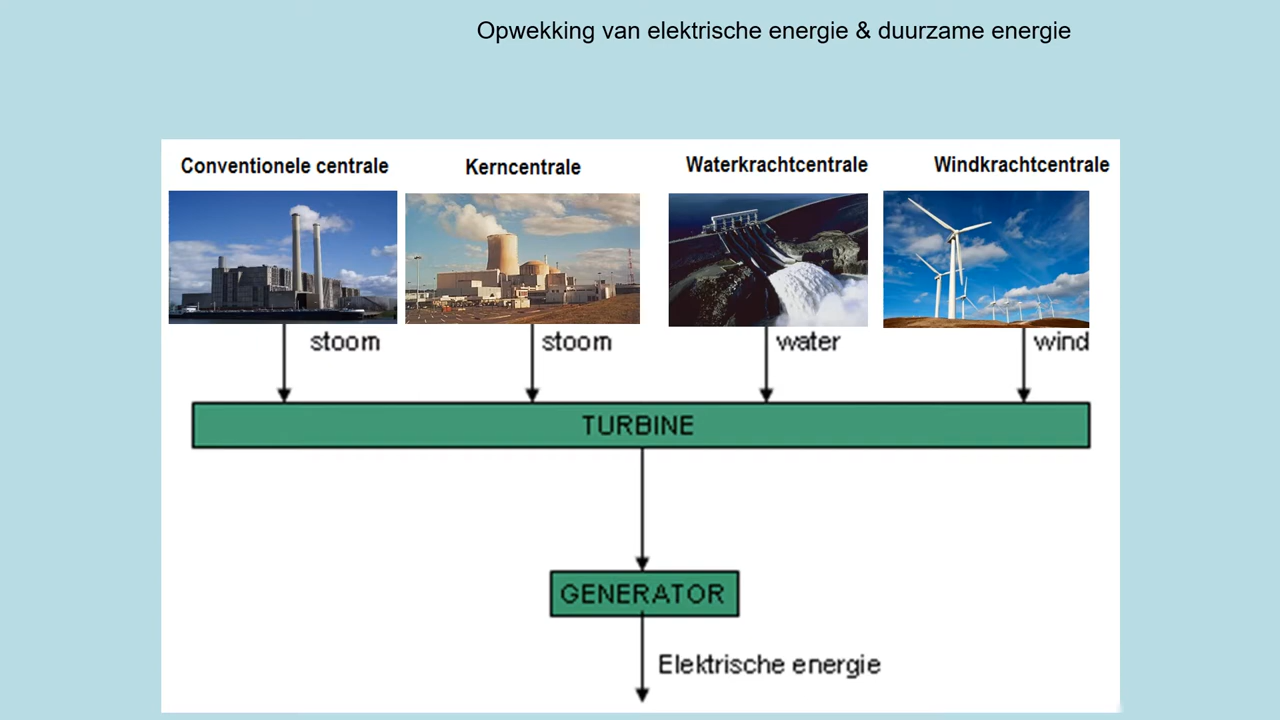 Opwekking van elektrische energie & duurzame energie
Conventionele centrale
Kerncentrale
Waterkrachtcentrale
Windkrachtcentrale
stoom
stoom
water
wind
TURBINE
GENERATOR
Elektrische energie